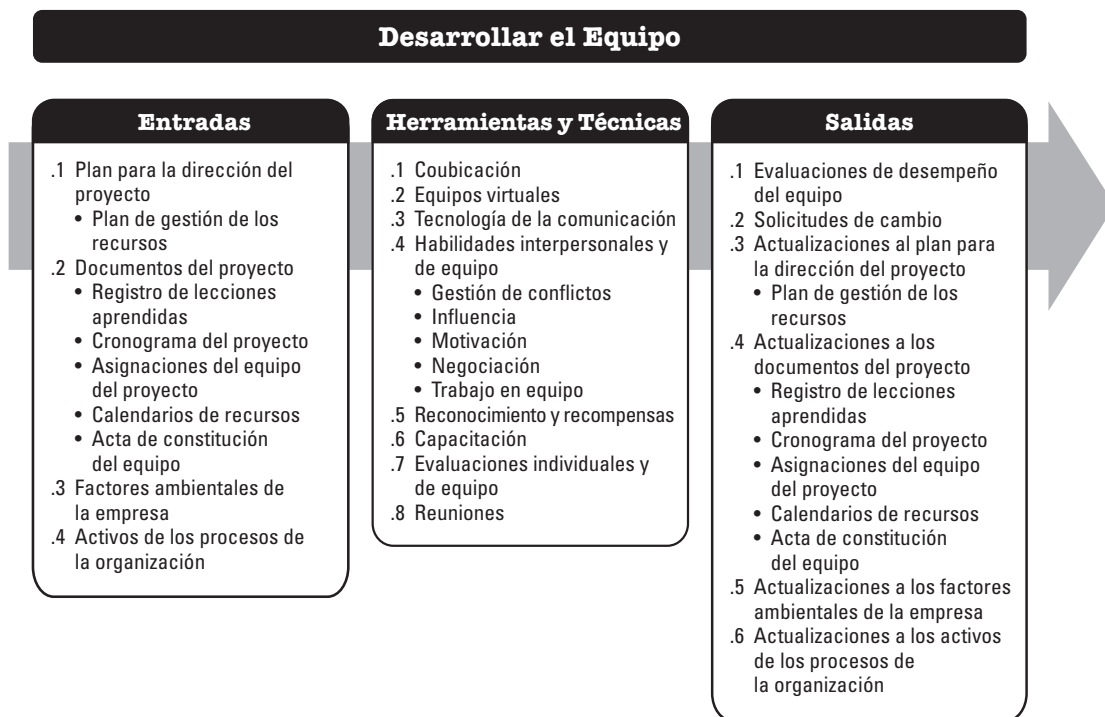 Desarrollar el Equipo
Entradas
.1 Plan para la dirección del
proyecto
• Plan de gestión de los
recursos
.2 Documentos del proyecto
• Registro de lecciones
aprendidas
• Cronograma del proyecto
• Asignaciones del equipo
del proyecto
• Calendarios de recursos
• Acta de constitución
del equipo
.3 Factores ambientales de
la empresa
.4 Activos de los procesos de
la organización
Herramientas y Técnicas
.1 Coubicación
.2 Equipos virtuales
.3 Tecnología de la comunicación
.4 Habilidades interpersonales y
de equipo
• Gestión de conflictos
• Influencia
• Motivación
• Negociación
• Trabajo en equipo
.5 Reconocimiento y recompensas
.6 Capacitación
.7 Evaluaciones individuales y
de equipo
.8 Reuniones
Salidas
.1 Evaluaciones de desempeño
del equipo
.2 Solicitudes de cambio
.3 Actualizaciones al plan para
la dirección del proyecto
• Plan de gestión de los
recursos
.4 Actualizaciones a los
documentos del proyecto
• Registro de lecciones
aprendidas
• Cronograma del proyecto
• Asignaciones del equipo
del proyecto
• Calendarios de recursos
• Acta de constitución
del equipo
.5 Actualizaciones a los factores
ambientales de la empresa
.6 Actualizaciones a los activos
de los procesos de
la organización